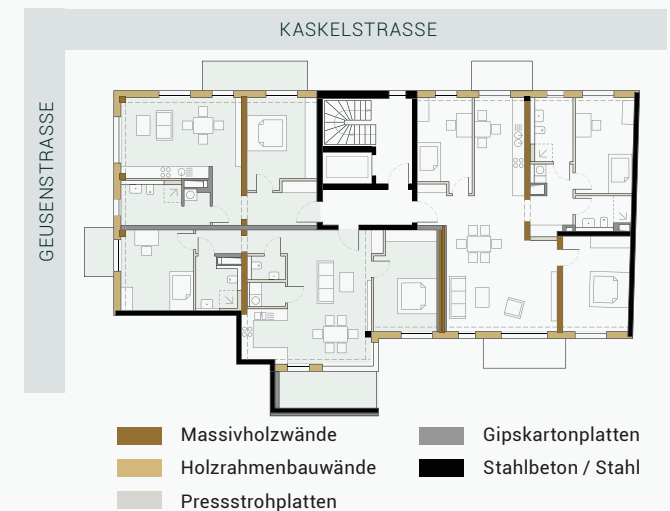 KASKELSTRASSE
GEUSENSTRASSE
Massivholzwände
Holzrahmenbauwände
Pressstrohplatten
Gipskartonplatten
Stahlbeton / Stahl